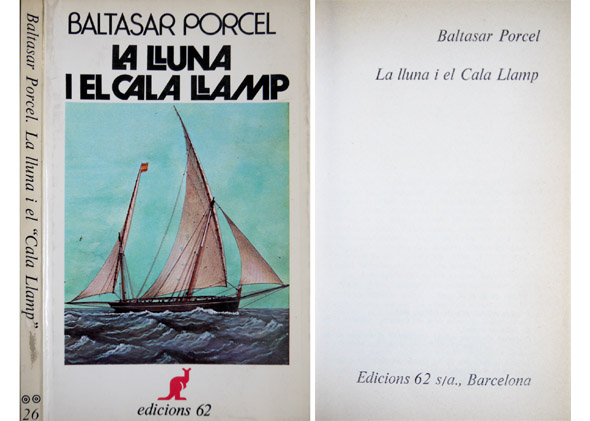 Baltasar Porcel. La lluna i el "Cala Llamp"
26
BALTASAR PORCEL
LA LLUNA
I EL CALA LLAMP
edicions 62
Baltasar Porcel
La lluna i el Cala Llamp
Edicions 62 s/a., Barcelona